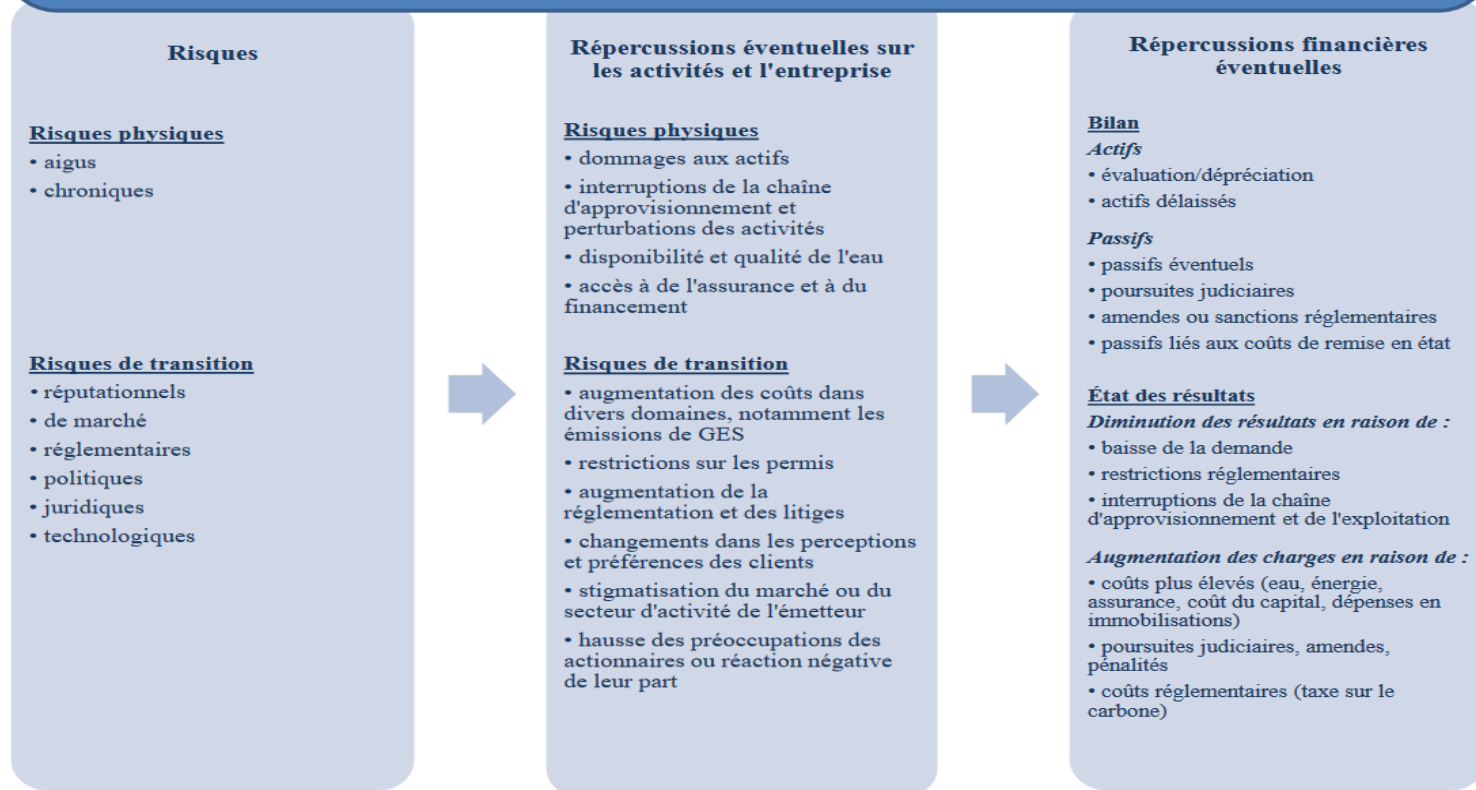 Risques
Risques physiques
• aigus
• chroniques
Risques de transition
• réputationnels
• de marché
• réglementaires
• politiques
• juridiques
• technologiques
Répercussions éventuelles sur
les activités et l'entreprise
Risques physiques
• dommages aux actifs
• interruptions de la chaîne
d'approvisionnement et
perturbations des activités
• disponibilité et qualité de l'eau
• accès à de l'assurance et à du
financement
Risques de transition
• augmentation des coûts dans
divers domaines, notamment les
émissions de GES
• restrictions sur les permis
• augmentation de la
réglementation et des litiges
• changements dans les perceptions
et préférences des clients
• stigmatisation du marché ou du
secteur d'activité de l'émetteur
• hausse des préoccupations des
actionnaires ou réaction négative
de leur part
Répercussions financières
éventuelles
Bilan
Actifs
• évaluation/dépréciation
• actifs délaissés
Passifs
• passifs éventuels
• poursuites judiciaires
• amendes ou sanctions réglementaires
• passifs liés aux coûts de remise en état
État des résultats
Diminution des résultats en raison de :
• baisse de la demande
• restrictions réglementaires
• interruptions de la chaîne
d'approvisionnement et de l'exploitation
Augmentation des charges en raison de :
• coûts plus élevés (eau, énergie,
assurance, coût du capital, dépenses en
immobilisations)
• poursuites judiciaires, amendes,
pénalités
• coûts réglementaires (taxe sur le
carbone)